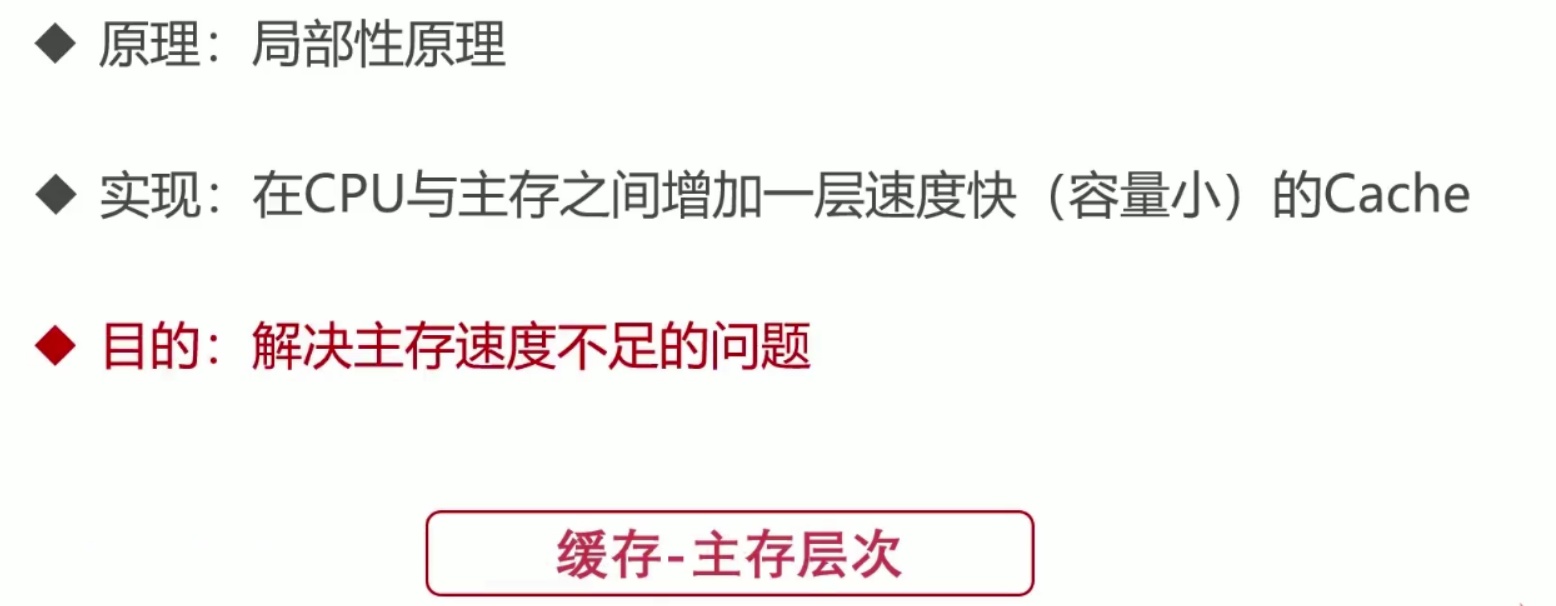 ◆ 原理：局部性原理
◆ 实现：在CPU与主存之间增加一层速度快（容量小）的Cache
◆ 目的：解决主存速度不足的问题
缓存-主存层次